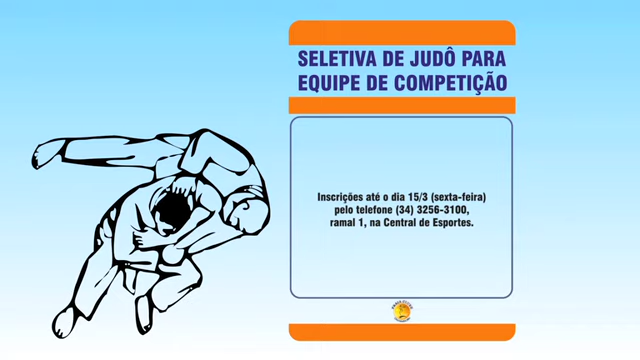 SELETIVA DE JUDÔ PARA
EQUIPE DE COMPETIÇÃO
Inscrições até o dia 15/3 (sexta-feira)
pelo telefone (34) 3256-3100,
ramal 1, na Central de Esportes.